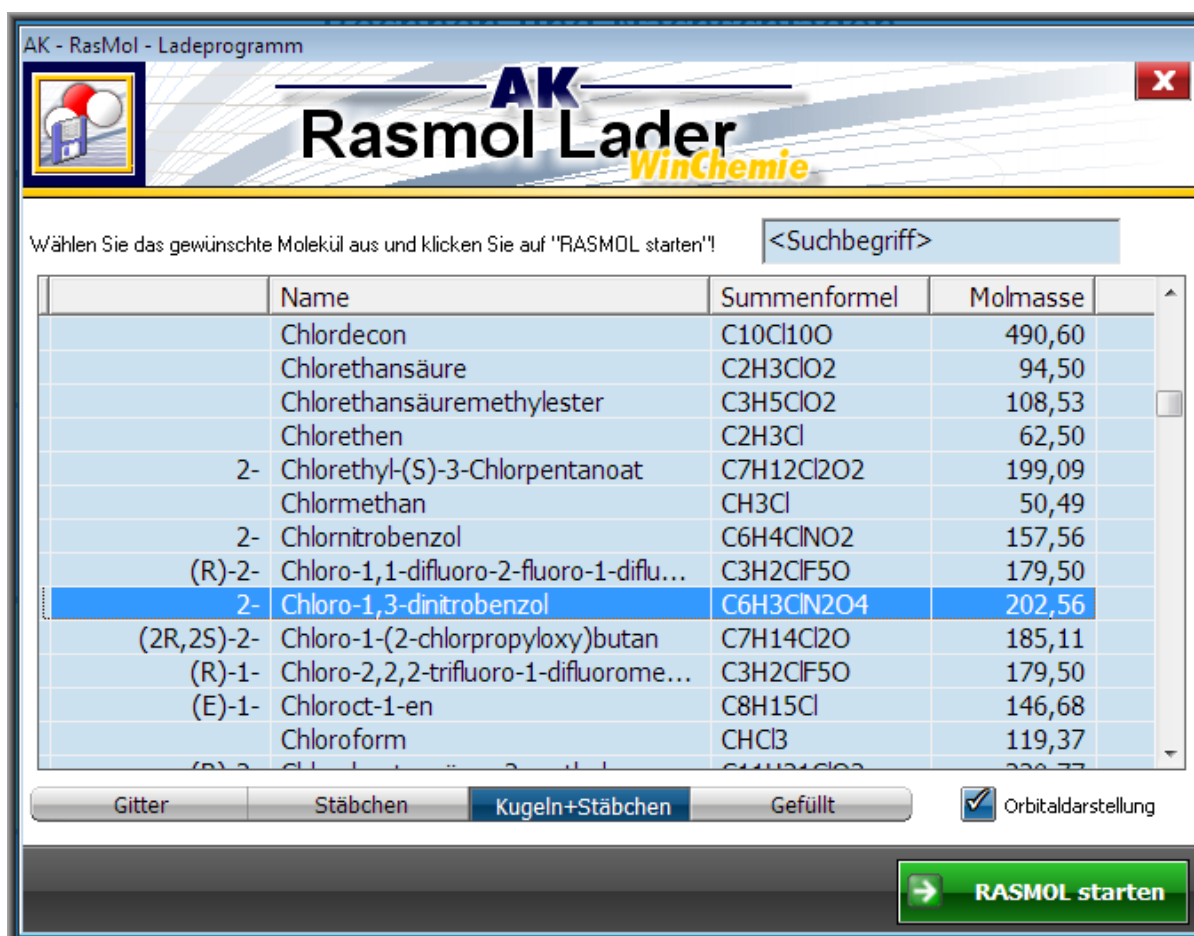 AK - RasMol - Ladeprogramm
AK
Rasmol Lader
WinChemie
X
Wählen Sie das gewünschte Molekül aus und klicken Sie auf "RASMOL starten"!
<Suchbegriff>
Name Summenformel Molmasse
Chlordecon C10Cl10O 490,60
Chlorethansäure C2H3ClO2 94,50
Chlorethansäuremethylester C3H5ClO2 108,53
Chlorethen C2H3Cl 62,50
2- Chlorethyl-(S)-3-Chlorpentanoat C7H12Cl2O2 199,09
Chlormethan CH3Cl 50,49
2- Chlornitrobenzol C6H4ClNO2 157,56
(R)-2- Chloro-1,1-difluoro-2-fluoro-1-diflu... C3H2ClF5O 179,50
2- Chloro-1,3-dinitrobenzol C6H3ClN2O4 202,56
(2R,2S)-2- Chloro-1-(2-chlorpropyloxy)butan C7H14Cl2O 185,11
(R)-1- Chloro-2,2,2-trifluoro-1-difluorome... C3H2ClF5O 179,50
(E)-1- Chloroct-1-en C8H15Cl 146,68
Chloroform CHCl3 119,37
Gitter Stäbchen Kugeln+Stäbchen Gefüllt Orbitaldarstellung
RASMOL starten